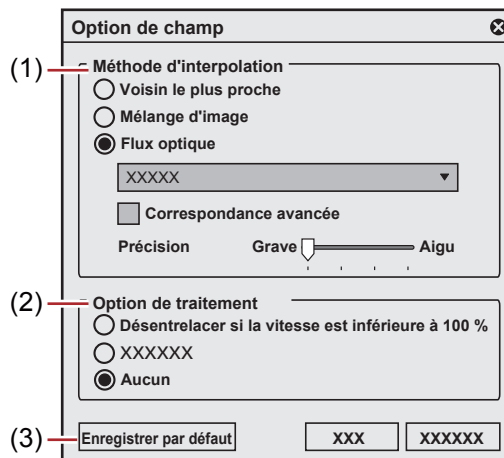 Option de champ
(1) Méthode d'interpolation
Voisin le plus proche
Mélange d'image
Flux optique
XXXXX
Correspondance avancée
Précision Grave Aigu
(2) Option de traitement
Désentrelacer si la vitesse est inférieure à 100 %
XXXXXX
Aucun
(3) Enregistrer par défaut XXX XXXXXX